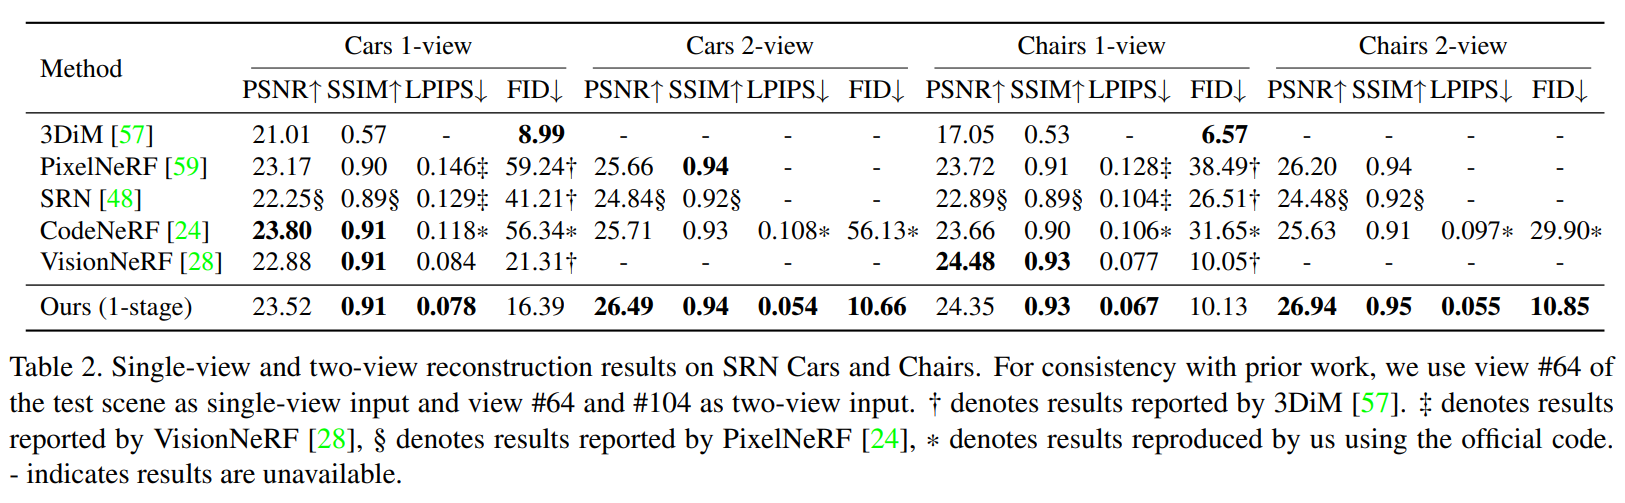 Method Cars 1-view Cars 2-view Chairs 1-view Chairs 2-view
PSNR↑ SSIM↑ LPIPS↓ FID↓ PSNR↑ SSIM↑ LPIPS↓ FID↓ PSNR↑ SSIM↑ LPIPS↓ FID↓ PSNR↑ SSIM↑ LPIPS↓ FID↓
3DiM [57] 21.01 0.57 - 8.99 - - - - 17.05 0.53 - 6.57 - - - -
PixelNeRF [59] 23.17 0.90 0.146‡ 59.24† 25.66 0.94 - - 23.72 0.91 0.128‡ 38.49† 26.20 0.94 - -
SRN [48] 22.25§ 0.89§ 0.129‡ 41.21† 24.84§ 0.92§ - - 22.89§ 0.89§ 0.104‡ 26.51† 24.48§ 0.92§ - -
CodeNeRF [24] 23.80 0.91 0.118∗ 56.34∗ 25.71 0.93 0.108∗ 56.13∗ 23.66 0.90 0.106∗ 31.65∗ 25.63 0.91 0.097∗ 29.90∗
VisionNeRF [28] 22.88 0.91 0.084 21.31† - - - - 24.48 0.93 0.077 10.05† - - - -
Ours (1-stage) 23.52 0.91 0.078 16.39 26.49 0.94 0.054 10.66 24.35 0.93 0.067 10.13 26.94 0.95 0.055 10.85
Table 2. Single-view and two-view reconstruction results on SRN Cars and Chairs. For consistency with prior work, we use view #64 of
the test scene as single-view input and view #64 and #104 as two-view input. † denotes results reported by 3DiM [57]. ‡ denotes results
reported by VisionNeRF [28], § denotes results reported by PixelNeRF [24], ∗ denotes results reproduced by us using the official code.
- indicates results are unavailable.